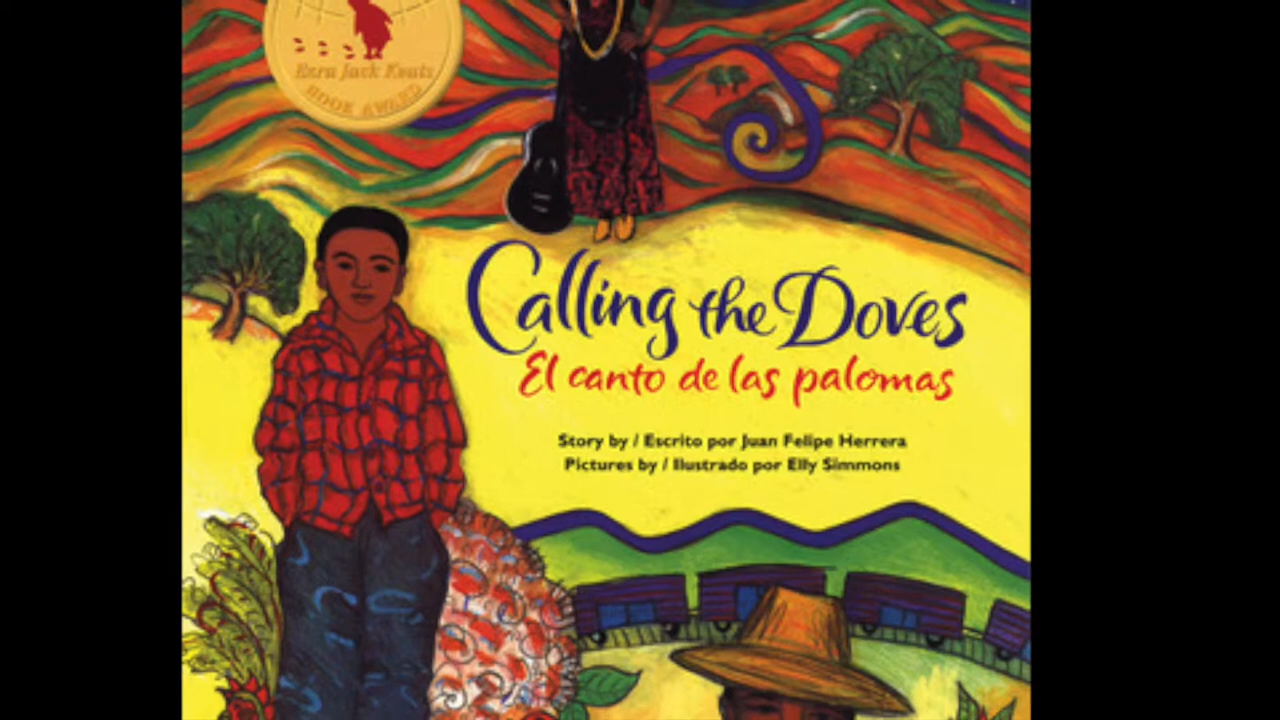 Ezra Jack Keats
BOOK AWARD
Calling the Doves
El canto de las palomas
Story by / Escrito por Juan Felipe Herrera
Pictures by / Ilustrado por Elly Simmons